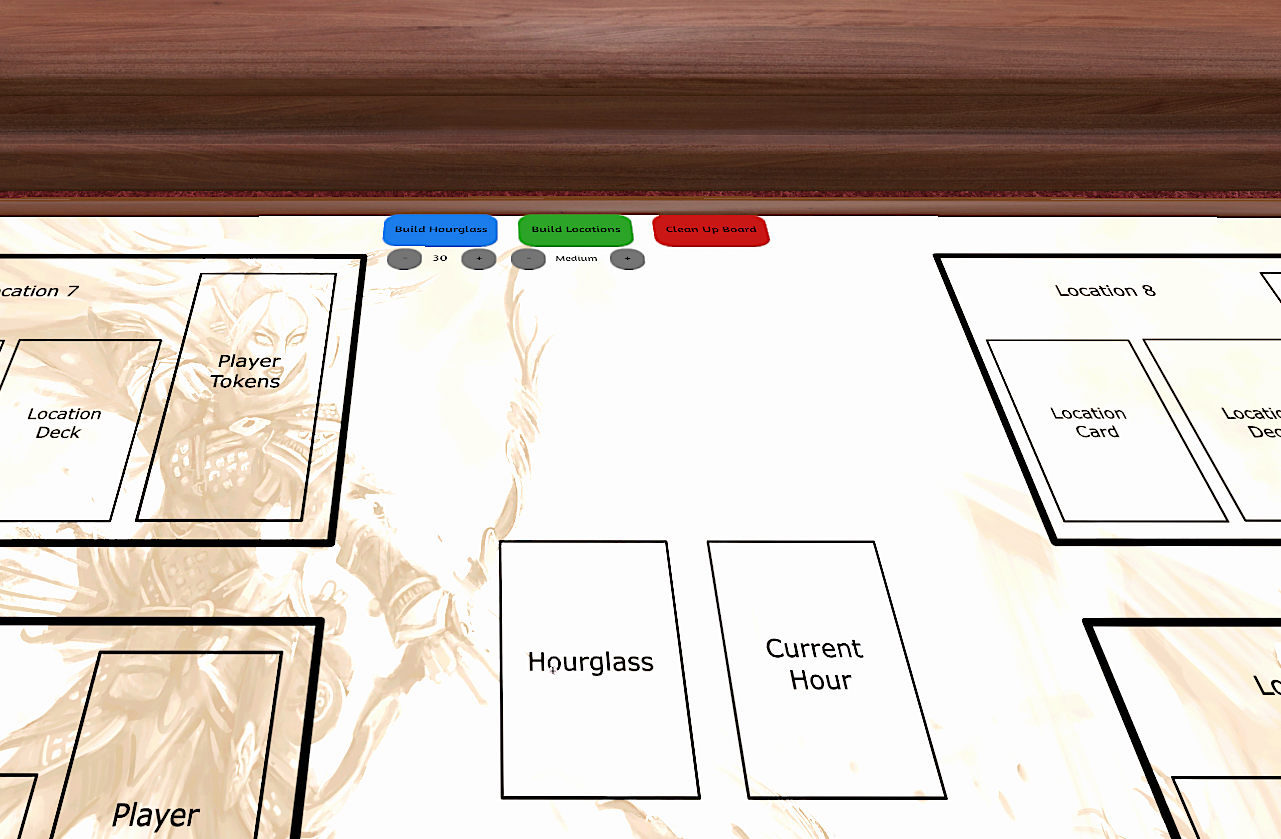 Build Hourglass
Build Locations
Clean Up Board
- 30 +
- Medium +
cation 7
Player
Tokens
Location
Deck
Location 8
Location
Card
Locatio
Dec
Hourglass
Current
Hour
Lo
Player